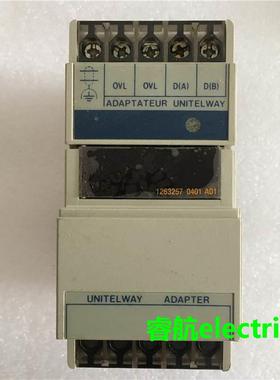 OVL OVL D(A) D(B)
ADAPTATEUR UNITELWAY
1263257 0401 A01
UNITELWAY ADAPTER
睿航electri